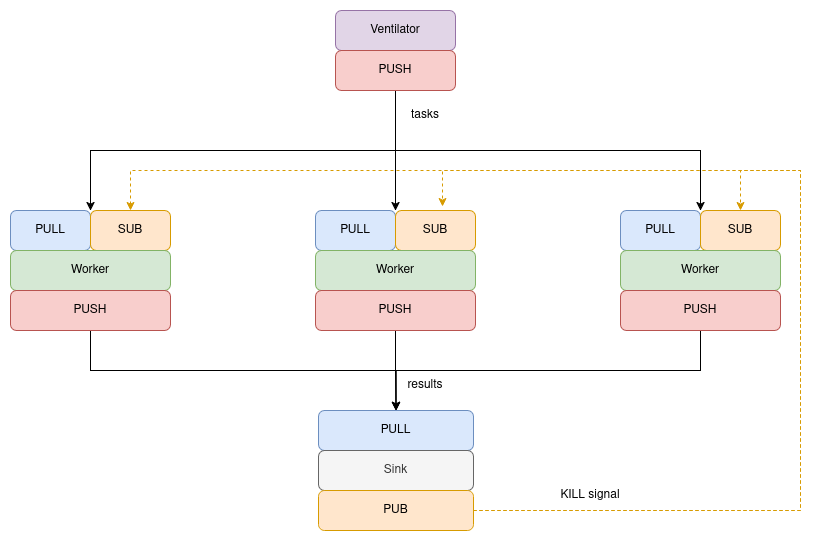 Ventilator
PUSH
tasks
PULL SUB PULL SUB PULL SUB
Worker Worker Worker
PUSH PUSH PUSH
results
PULL
Sink
KILL signal
PUB